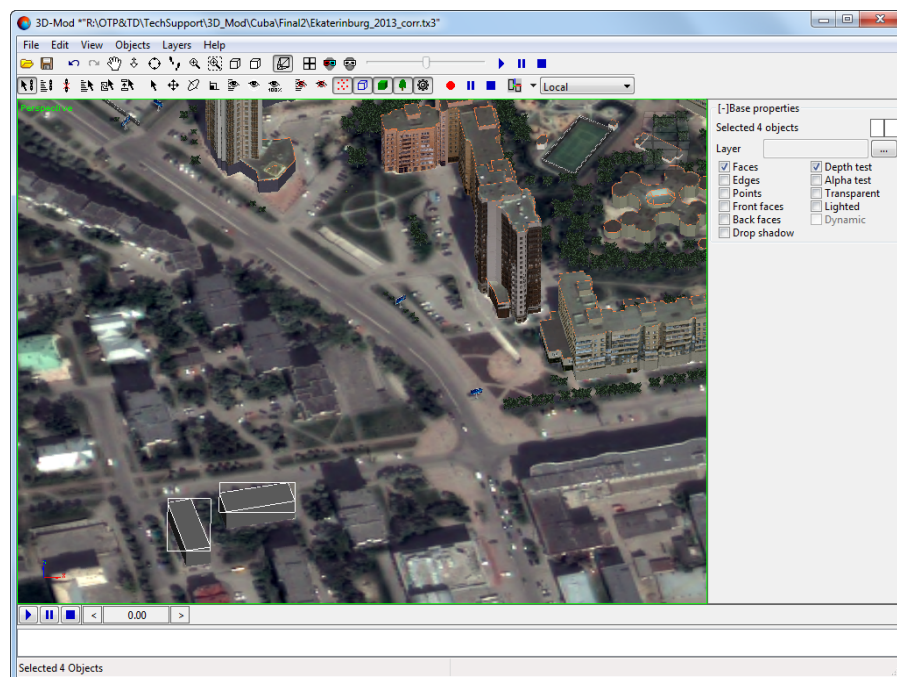 3D-Mod *"R:\OTP&TD\TechSupport\3D_Mod\Cuba\Final2\Ekaterinburg_2013_corr.tx3"
File Edit View Objects Layers Help
100%
Local
Perspective
[-]Base properties
Selected 4 objects
Layer ...
Faces Depth test
Edges Alpha test
Points Transparent
Front faces Lighted
Back faces Dynamic
Drop shadow
< 0.00 >
Selected 4 Objects